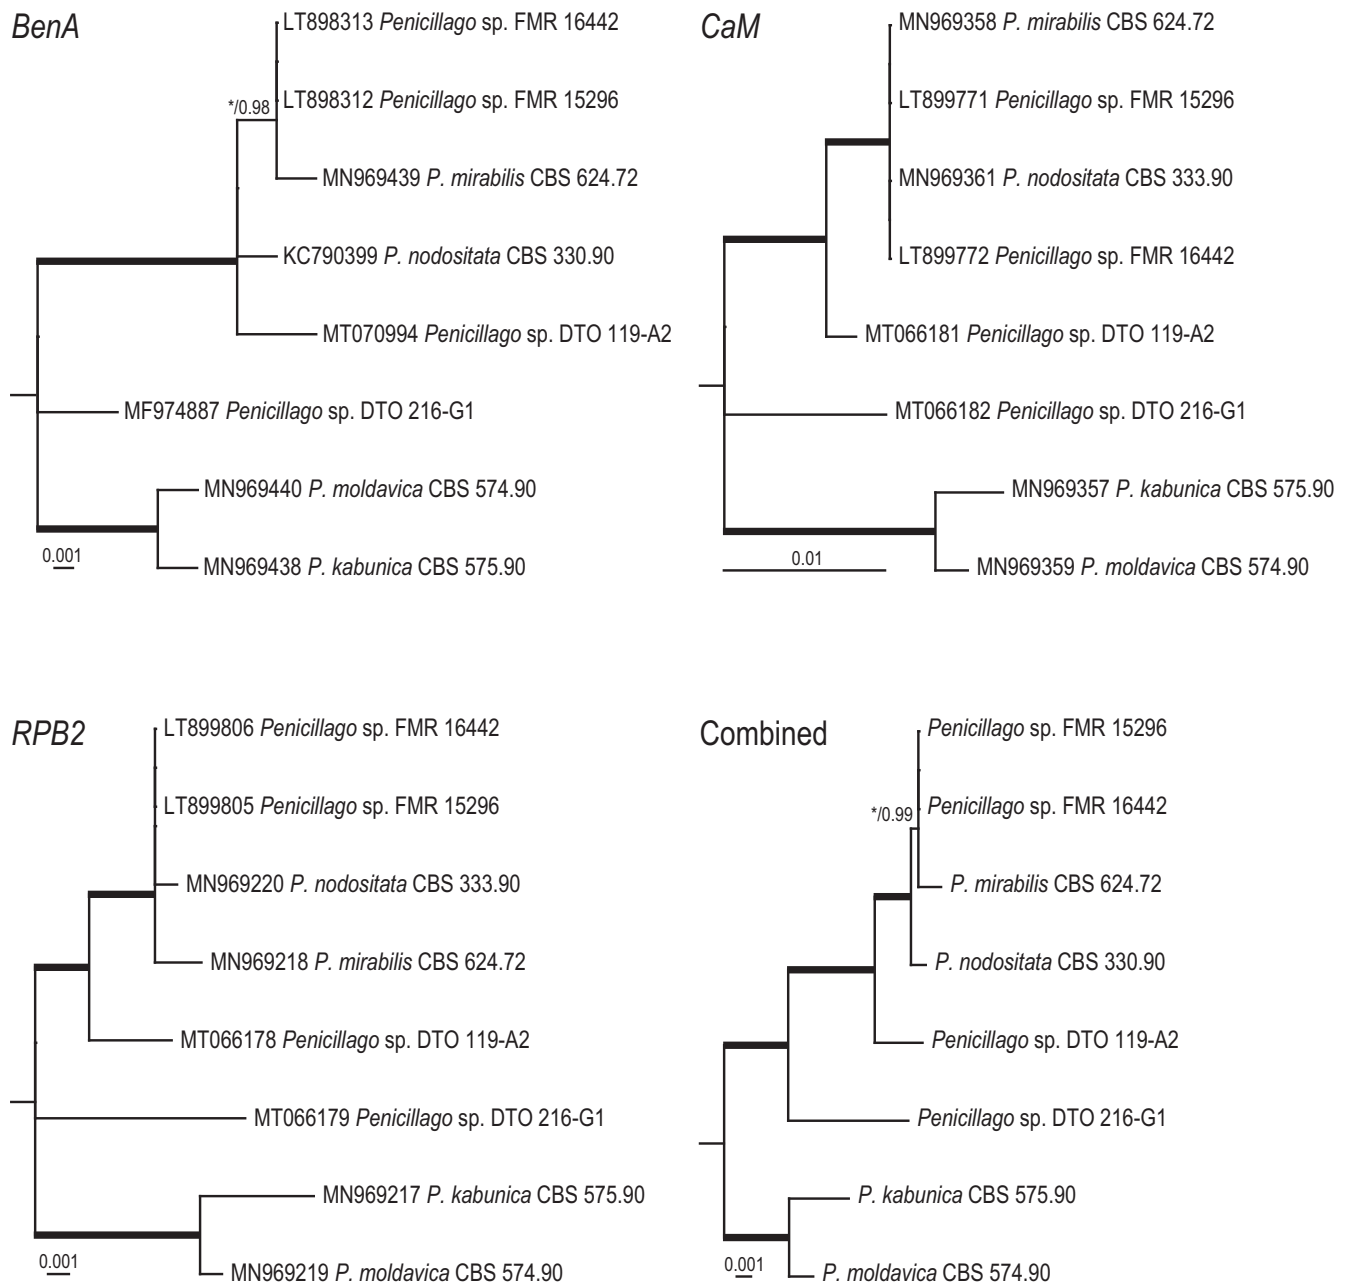 BenA
LT898313 Penicillago sp. FMR 16442
LT898312 Penicillago sp. FMR 15296
*/0.98
MN969439 P. mirabilis CBS 624.72
KC790399 P. nodositata CBS 330.90
MT070994 Penicillago sp. DTO 119-A2
MF974887 Penicillago sp. DTO 216-G1
MN969440 P. moldavica CBS 574.90
MN969438 P. kabunica CBS 575.90
0.001
CaM
MN969358 P. mirabilis CBS 624.72
LT899771 Penicillago sp. FMR 15296
MN969361 P. nodositata CBS 333.90
LT899772 Penicillago sp. FMR 16442
MT066181 Penicillago sp. DTO 119-A2
MT066182 Penicillago sp. DTO 216-G1
MN969357 P. kabunica CBS 575.90
MN969359 P. moldavica CBS 574.90
0.01
RPB2
LT899806 Penicillago sp. FMR 16442
LT899805 Penicillago sp. FMR 15296
MN969220 P. nodositata CBS 333.90
MN969218 P. mirabilis CBS 624.72
MT066178 Penicillago sp. DTO 119-A2
MT066179 Penicillago sp. DTO 216-G1
MN969217 P. kabunica CBS 575.90
MN969219 P. moldavica CBS 574.90
0.001
Combined
Penicillago sp. FMR 15296
Penicillago sp. FMR 16442
*/0.99
P. mirabilis CBS 624.72
P. nodositata CBS 330.90
Penicillago sp. DTO 119-A2
Penicillago sp. DTO 216-G1
P. kabunica CBS 575.90
P. moldavica CBS 574.90
0.001